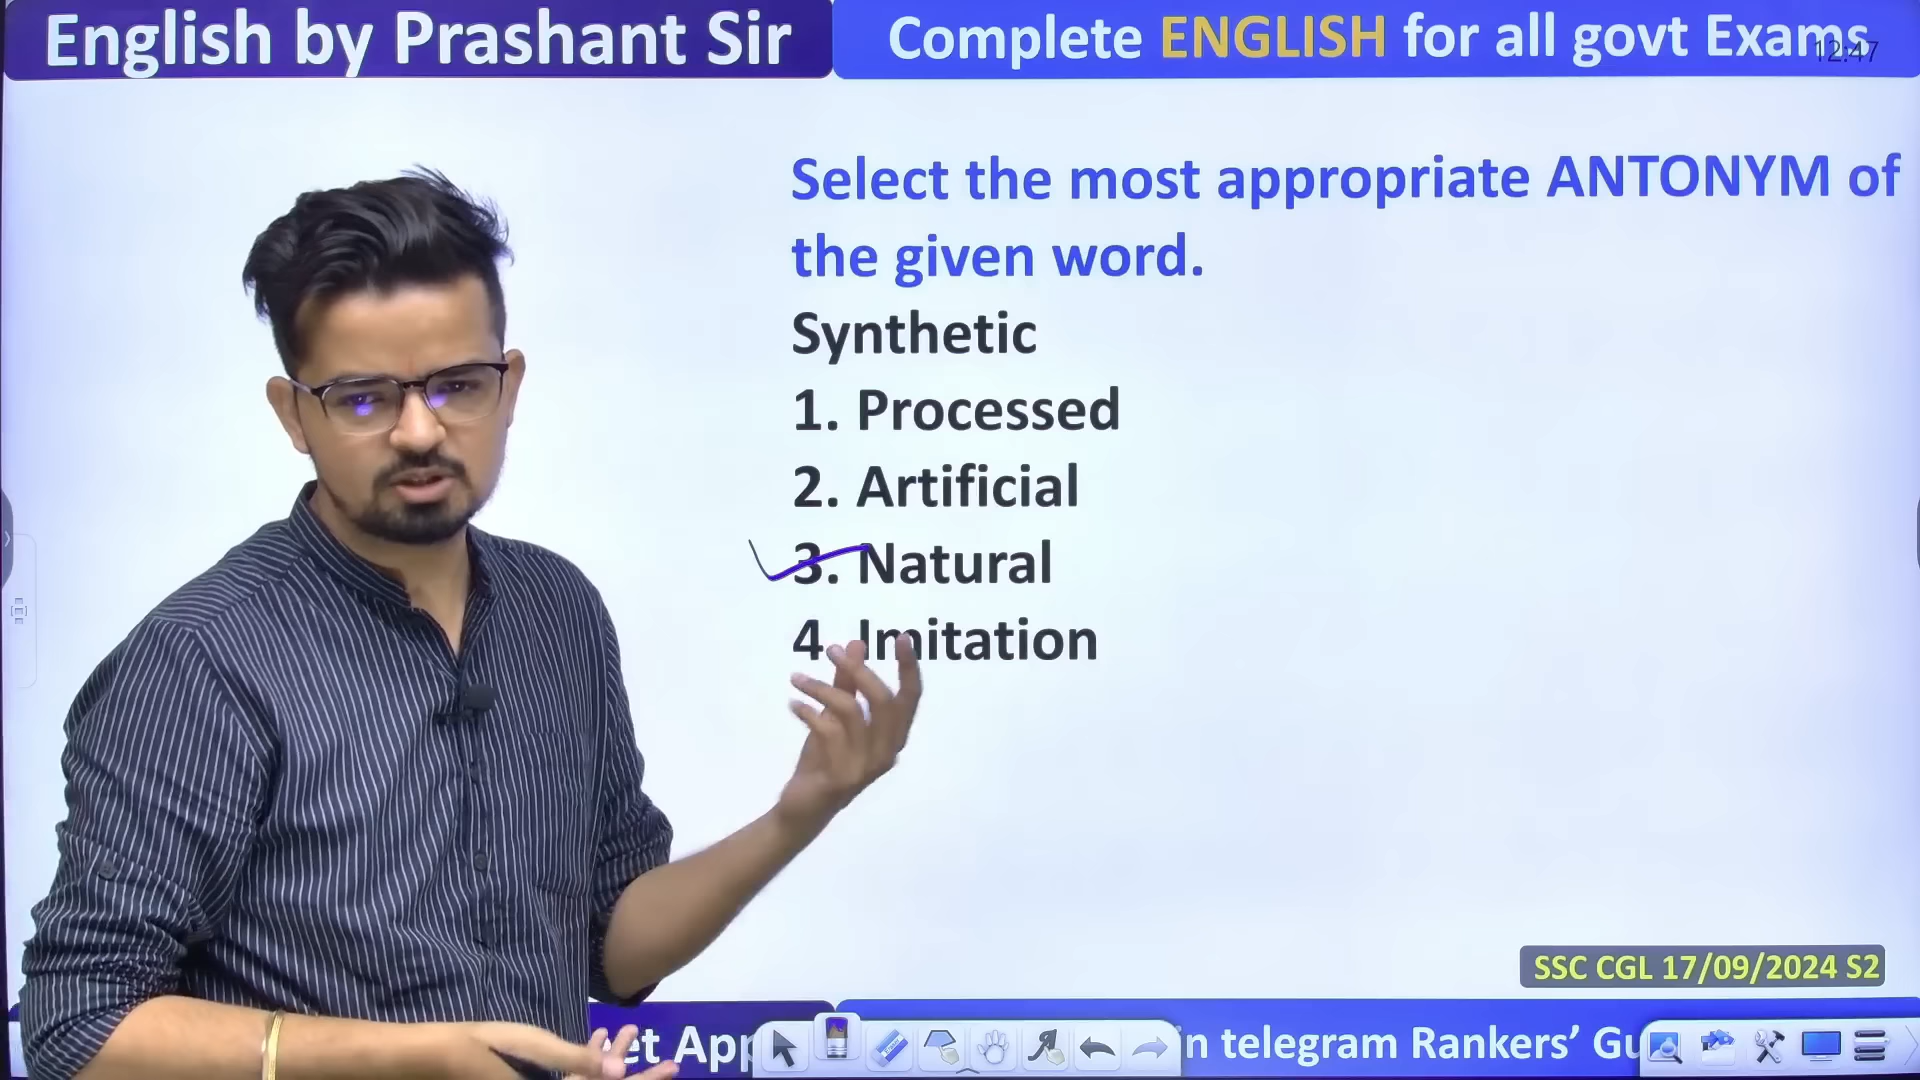 English by Prashant Sir
Complete ENGLISH for all govt Exams
12:47
Select the most appropriate ANTONYM of
the given word.
Synthetic
1. Processed
2. Artificial
3. Natural
4. Imitation
SSC CGL 17/09/2024 S2
telegram Rankers’